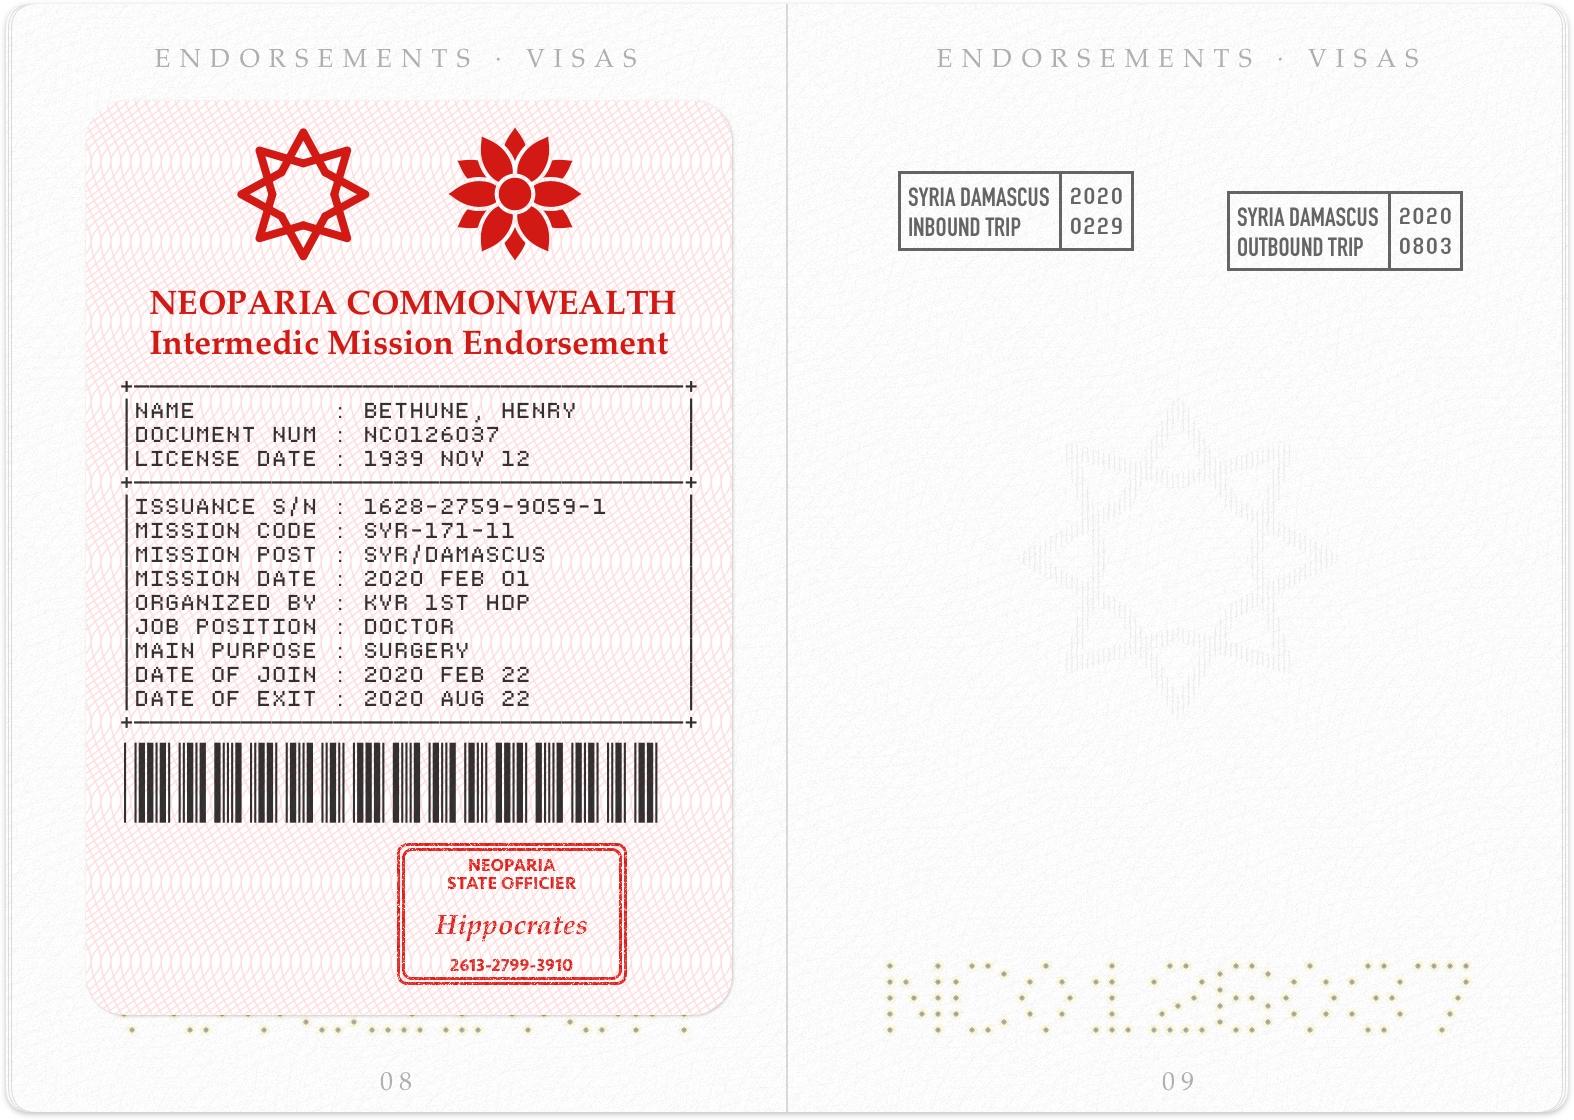 ENDORSEMENTS · VISAS
NEOPARIA COMMONWEALTH
Intermedic Mission Endorsement
NAME : BETHUNE, HENRY
DOCUMENT NUM : NC0126037
LICENSE DATE : 1939 NOV 12
ISSUANCE S/N : 1628-2759-9059-1
MISSION CODE : SYR-171-11
MISSION POST : SYR/DAMASCUS
MISSION DATE : 2020 FEB 01
ORGANIZED BY : KVR 1ST HDP
JOB POSITION : DOCTOR
MAIN PURPOSE : SURGERY
DATE OF JOIN : 2020 FEB 22
DATE OF EXIT : 2020 AUG 22
NEOPARIA
STATE OFFICIER
Hippocrates
2613-2799-3910
08
ENDORSEMENTS · VISAS
SYRIA DAMASCUS 2020
INBOUND TRIP 0229
SYRIA DAMASCUS 2020
OUTBOUND TRIP 0803
NC0126037
09